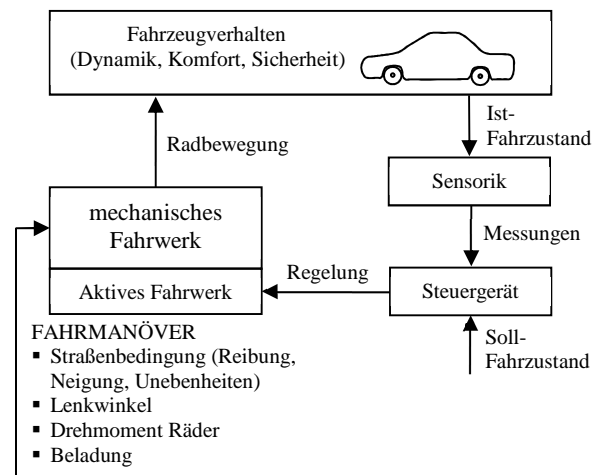 Fahrzeugverhalten
(Dynamik, Komfort, Sicherheit)
Ist-
Fahrzustand
Radbewegung
Sensorik
mechanisches
Fahrwerk
Messungen
Regelung
Aktives Fahrwerk
Steuergerät
FAHRMANÖVER
▪ Straßenbedingung (Reibung,
Neigung, Unebenheiten)
▪ Lenkwinkel
▪ Drehmoment Räder
▪ Beladung
Soll-
Fahrzustand